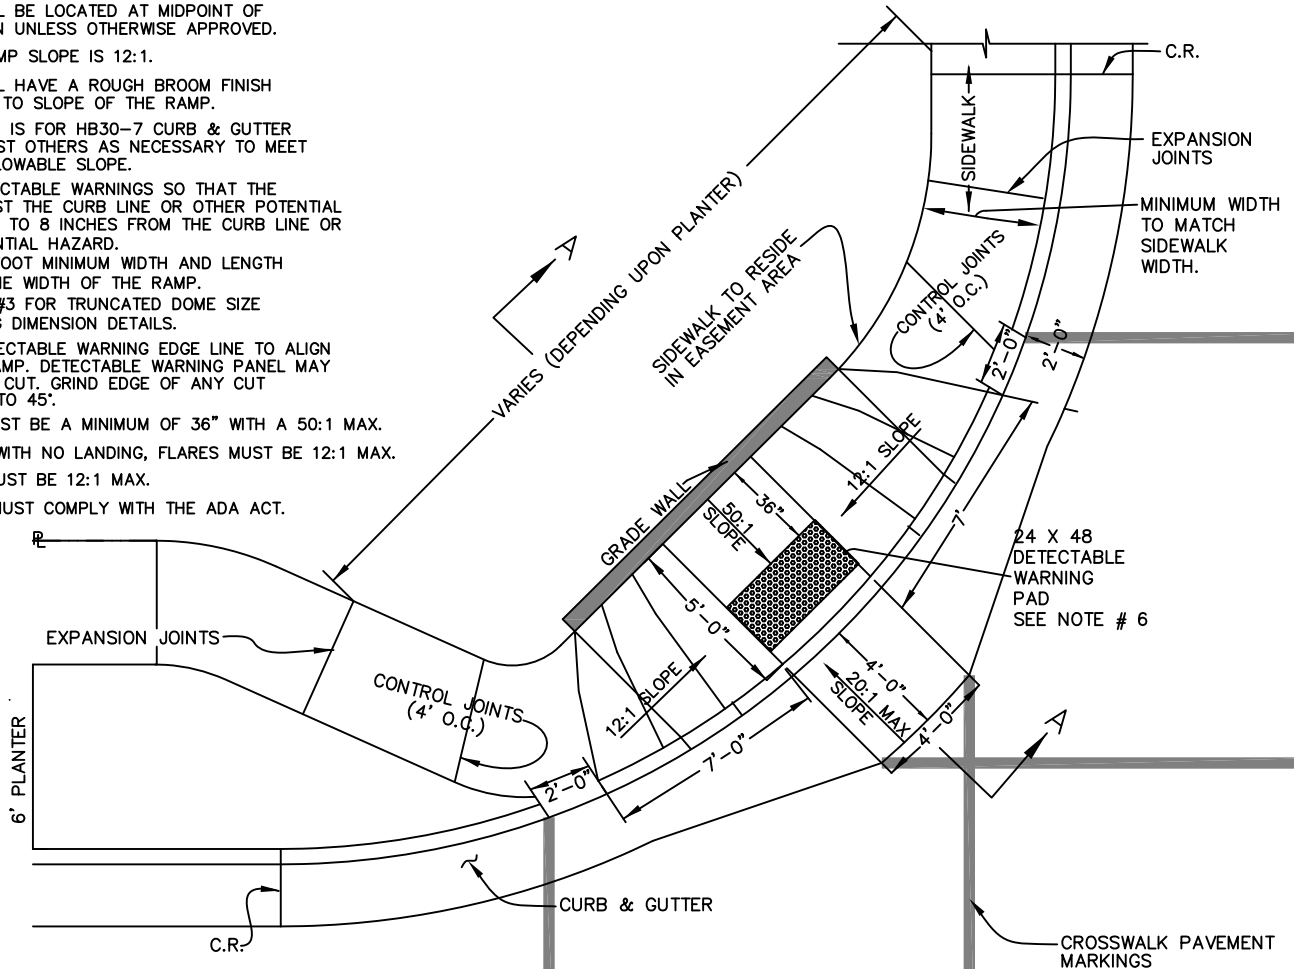 L BE LOCATED AT MIDPOINT OF
N UNLESS OTHERWISE APPROVED.
MP SLOPE IS 12:1.
L HAVE A ROUGH BROOM FINISH
TO SLOPE OF THE RAMP.
IS FOR HB30-7 CURB & GUTTER
ST OTHERS AS NECESSARY TO MEET
LOWABLE SLOPE.
ECTABLE WARNINGS SO THAT THE
ST THE CURB LINE OR OTHER POTENTIAL
TO 8 INCHES FROM THE CURB LINE OR
NTIAL HAZARD.
FOOT MINIMUM WIDTH AND LENGTH
HE WIDTH OF THE RAMP.
#3 FOR TRUNCATED DOME SIZE
S DIMENSION DETAILS.
ECTABLE WARNING EDGE LINE TO ALIGN
AMP. DETECTABLE WARNING PANEL MAY
CUT. GRIND EDGE OF ANY CUT
TO 45°.
ST BE A MINIMUM OF 36" WITH A 50:1 MAX.
WITH NO LANDING, FLARES MUST BE 12:1 MAX.
UST BE 12:1 MAX.
MUST COMPLY WITH THE ADA ACT.
C.R.
SIDEWALK
EXPANSION
JOINTS
MINIMUM WIDTH
TO MATCH
SIDEWALK
WIDTH.
A
VARIES (DEPENDING UPON PLANTER)
SIDEWALK TO RESIDE
IN EASEMENT AREA
CONTROL JOINTS
(4' O.C.)
2'-0"
2'-0"
12:1 SLOPE
GRADE WALL
36"
50:1
SLOPE
7'
24 X 48
DETECTABLE
WARNING
PAD
SEE NOTE # 6
PL
EXPANSION JOINTS
5'-0"
CONTROL JOINTS
(4' O.C.)
12:1 SLOPE
4'-0"
20:1 MAX
SLOPE
4'-0"
A
7'-0"
2'-0"
6' PLANTER
CURB & GUTTER
C.R.
CROSSWALK PAVEMENT
MARKINGS